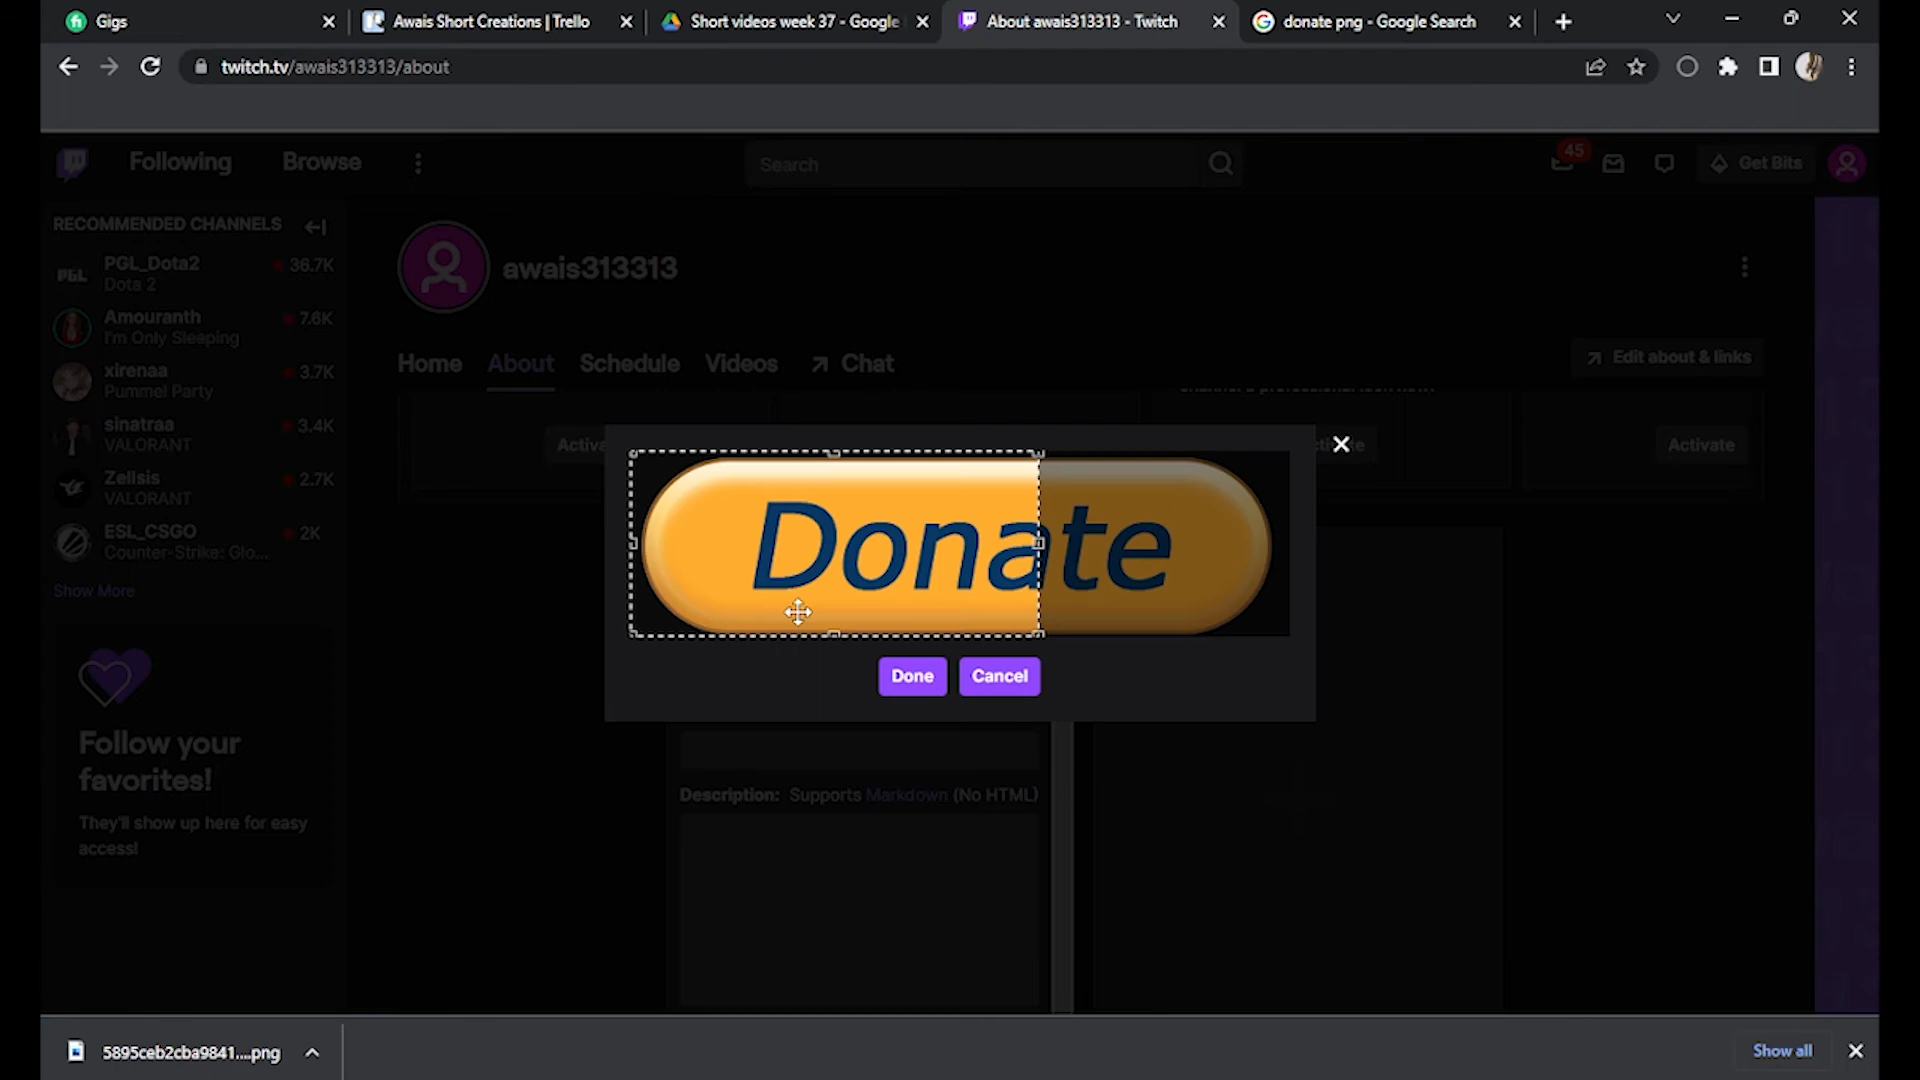 Gigs
Awais Short Creations | Trello
Short videos week 37 - Google
About awais313313 - Twitch
donate png - Google Search
twitch.tv/awais313313/about
Following
Browse
Search
45
Get Bits
RECOMMENDED CHANNELS
PGL_Dota2
36.7K
Dota 2
Amouranth
7.6K
I'm Only Sleeping
xirenaa
3.7K
Pummel Party
sinatraa
3.4K
VALORANT
Zellsis
2.7K
VALORANT
ESL_CSGO
2K
Counter-Strike: Glo...
Show More
Follow your
favorites!
They'll show up here for easy
access!
awais313313
Home
About
Schedule
Videos
Chat
Edit about & links
Activate
Donate
Done
Cancel
Description: Supports Markdown (No HTML)
5895ceb2cba9841....png
Show all